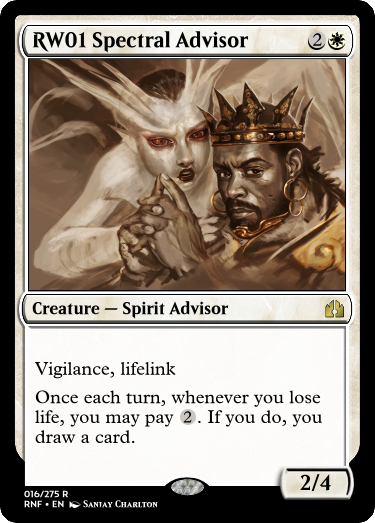 RW01 Spectral Advisor 2
Creature — Spirit Advisor
Vigilance, lifelink
Once each turn, whenever you lose
life, you may pay 2. If you do, you
draw a card.
2/4
016/275 R
RNF • EN Sanjay Charlton